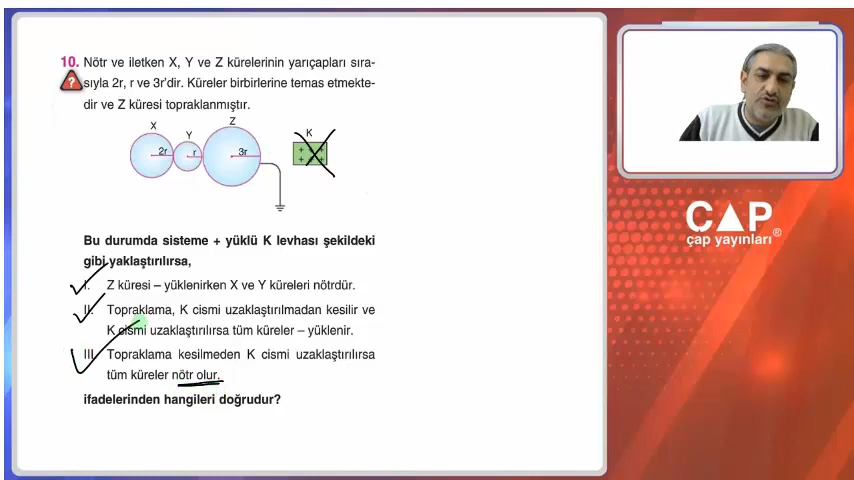 10. Nötr ve iletken X, Y ve Z kürelerinin yarıçapları sıra-
sıyla 2r, r ve 3r'dir. Küreler birbirlerine temas etmekte-
dir ve Z küresi topraklanmıştır.
?
X
Y
Z
K
2r
r
3r
+ + +
+ + +
Bu durumda sisteme + yüklü K levhası şekildeki
gibi yaklaştırılırsa,
I. Z küresi – yüklenirken X ve Y küreleri nötrdür.
II. Topraklama, K cismi uzaklaştırılmadan kesilir ve
K cismi uzaklaştırılırsa tüm küreler – yüklenir.
III. Topraklama kesilmeden K cismi uzaklaştırılırsa
tüm küreler nötr olur.
ifadelerinden hangileri doğrudur?
ÇAP
çap yayınları®